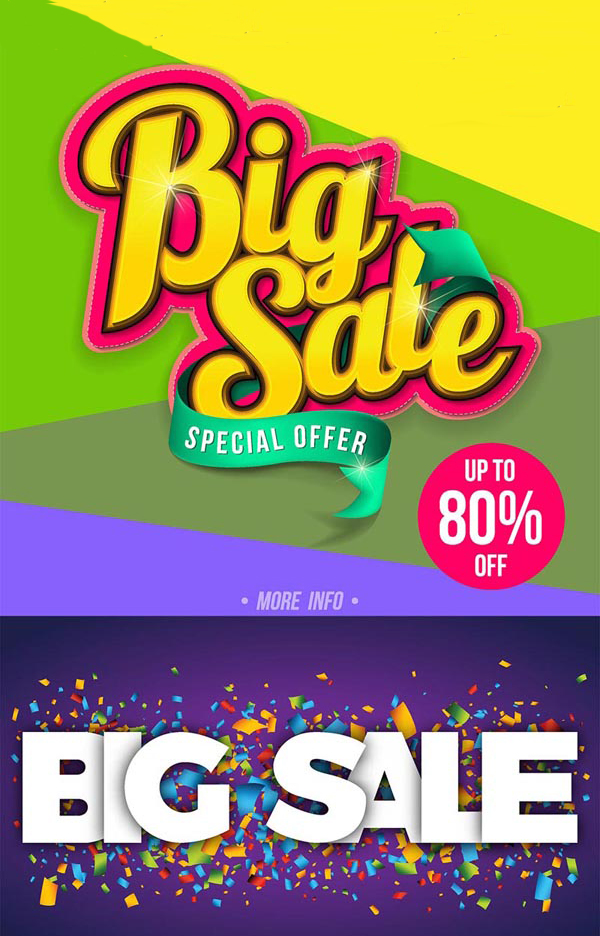 Big
Sale
SPECIAL OFFER
UP TO
80%
OFF
• MORE INFO •
BIG SALE